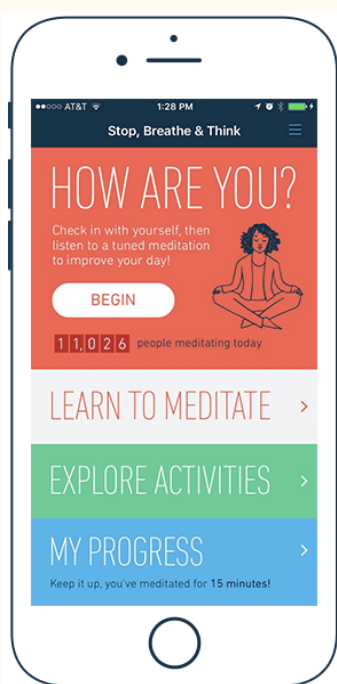 AT&T 1:28 PM
Stop, Breathe & Think
HOW ARE YOU?
Check in with yourself, then
listen to a tuned meditation
to improve your day!
BEGIN
11,026 people meditating today
LEARN TO MEDITATE
EXPLORE ACTIVITIES
MY PROGRESS
Keep it up, you've meditated for 15 minutes!